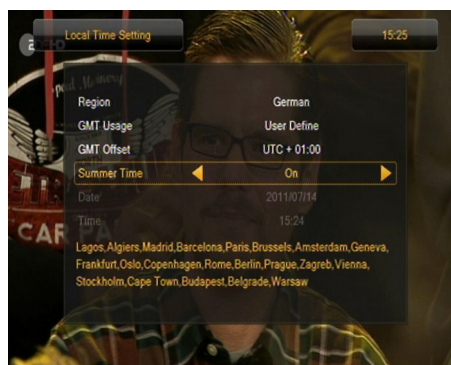 Local Time Setting
15:25
Region German
GMT Usage User Define
GMT Offset UTC + 01:00
Summer Time On
Date 2011/07/14
Time 15:24
Lagos,Algiers,Madrid,Barcelona,Paris,Brussels,Amsterdam,Geneva,
Frankfurt,Oslo,Copenhagen,Rome,Berlin,Prague,Zagreb,Vienna,
Stockholm,Cape Town,Budapest,Belgrade,Warsaw
CAR